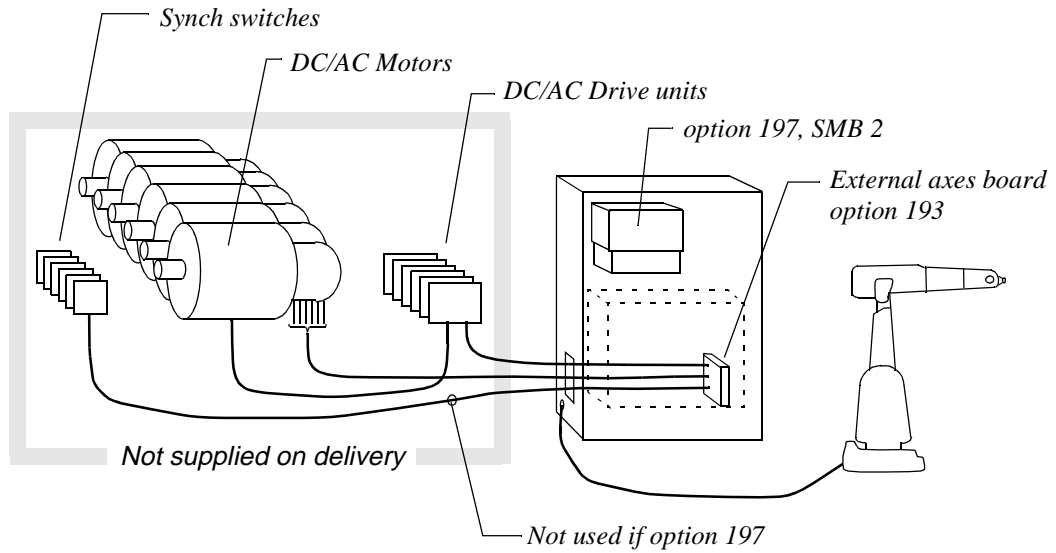 Synch switches
DC/AC Motors
DC/AC Drive units
option 197, SMB 2
External axes board
option 193
Not supplied on delivery
Not used if option 197